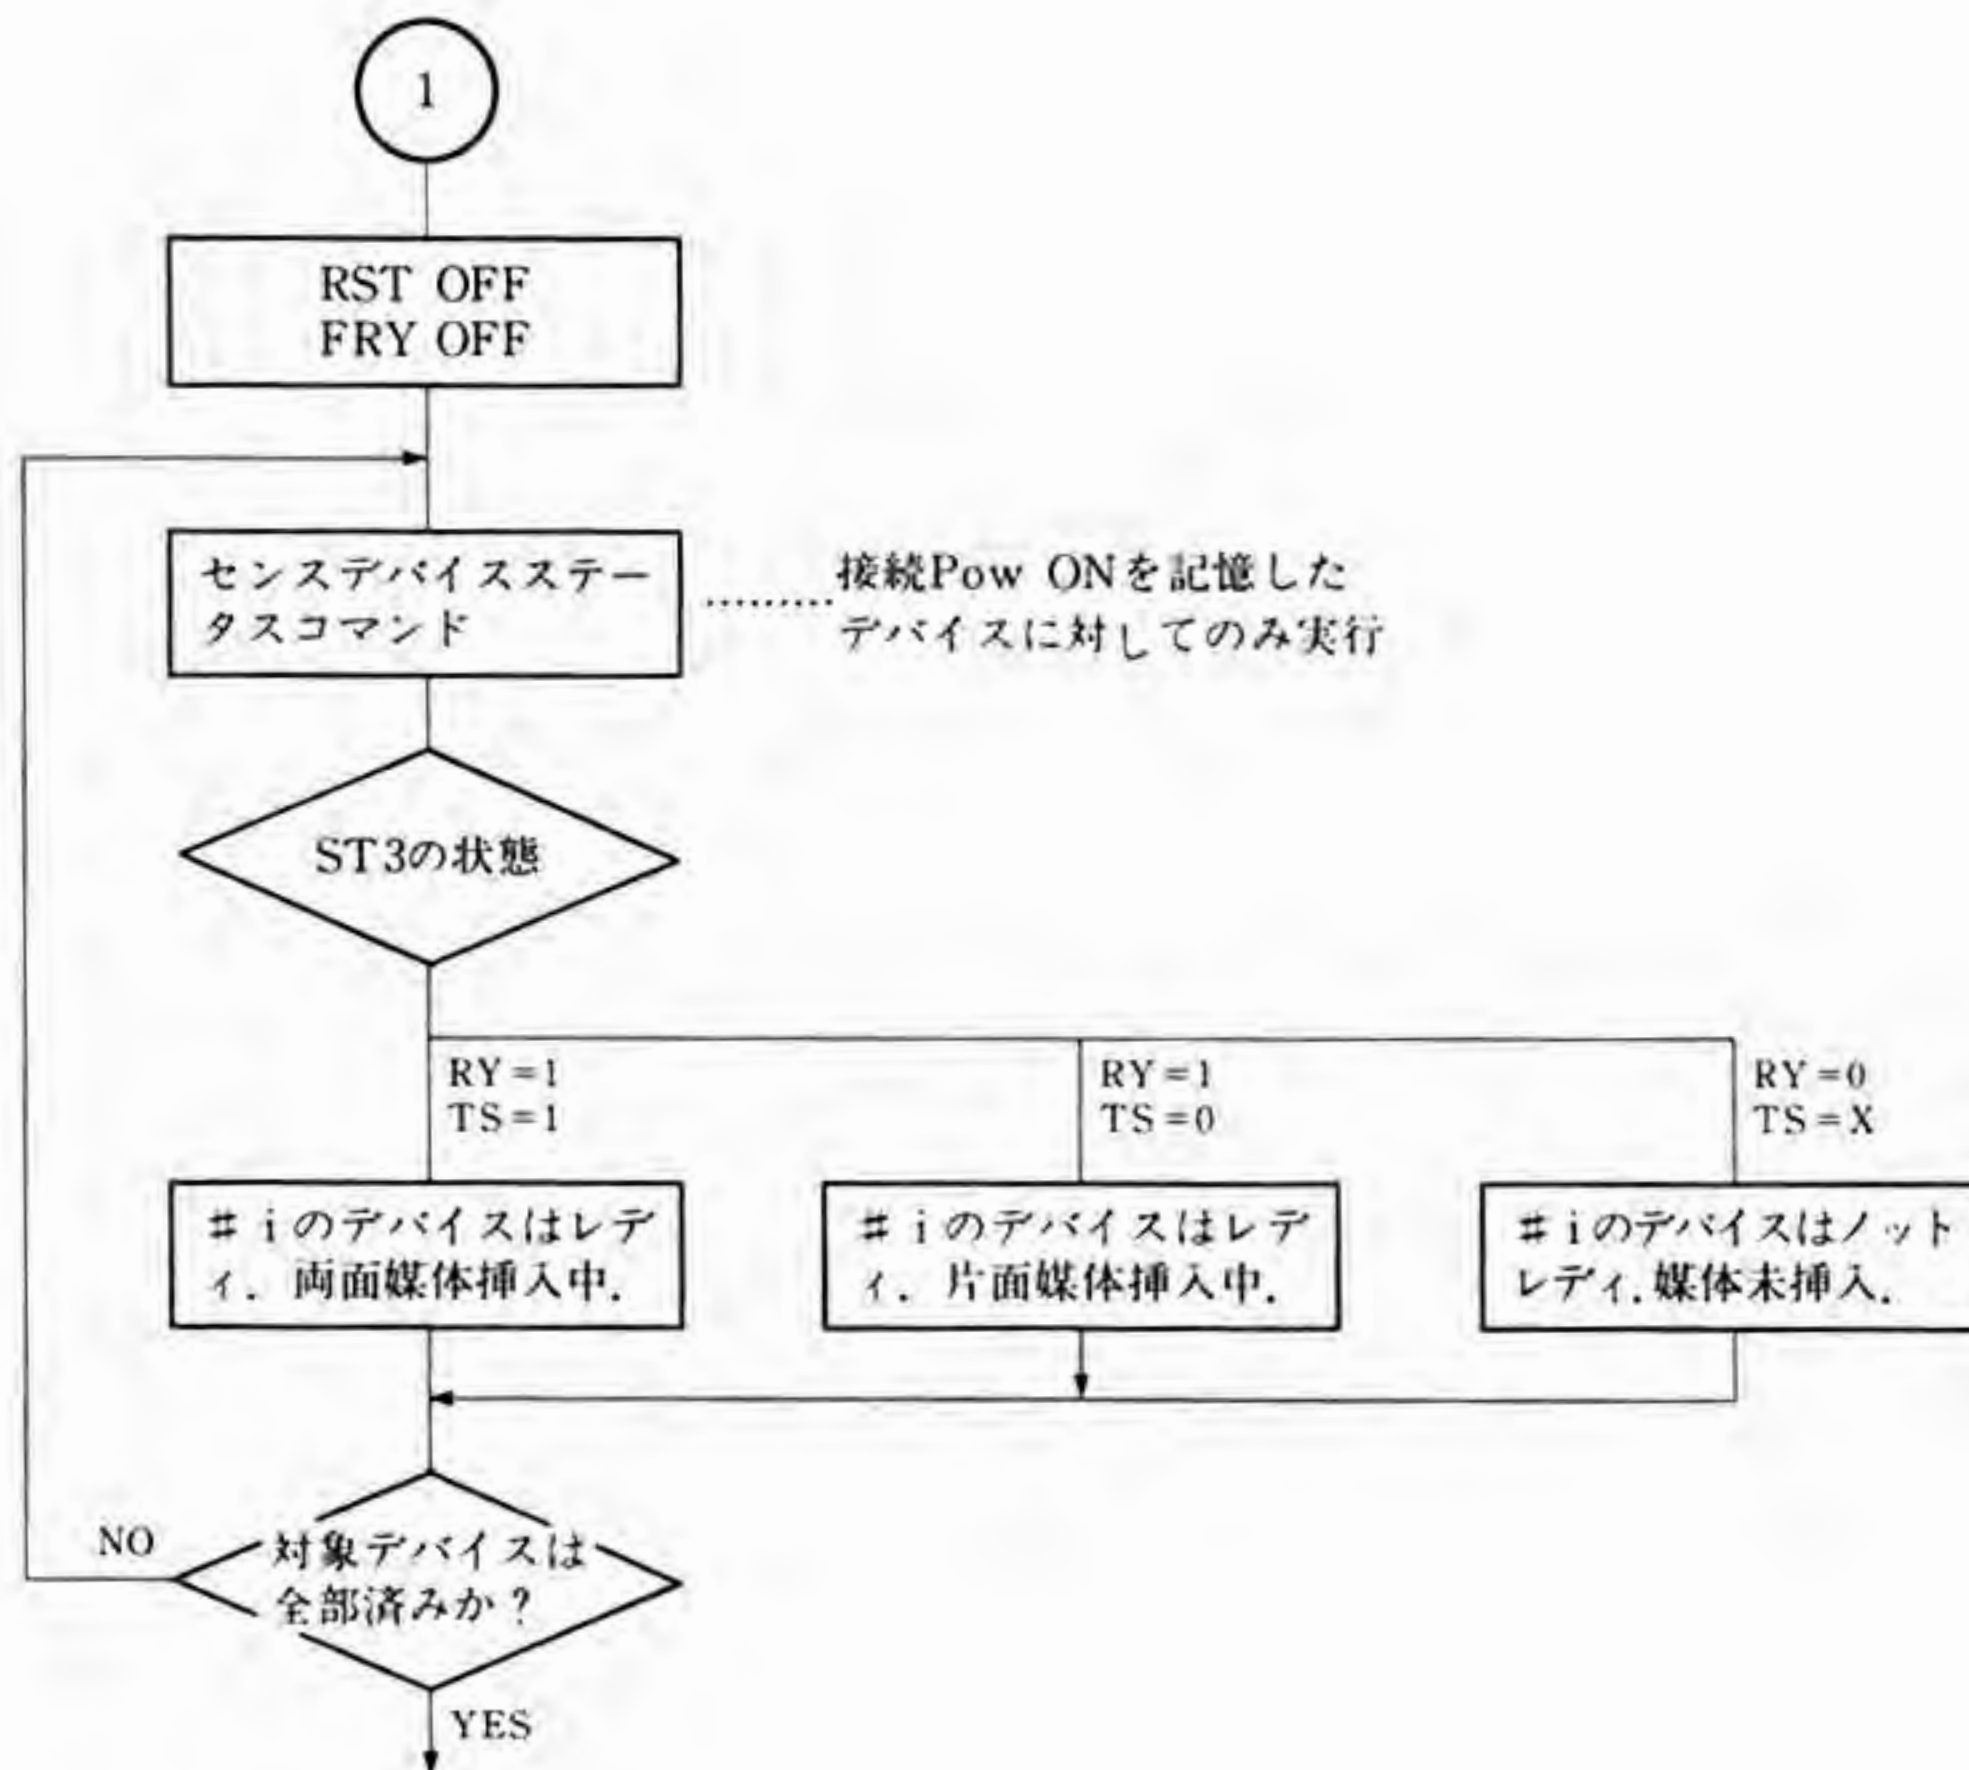 1
RST OFF
FRY OFF
センスデバイスステー
タスコマンド
………接続Pow ONを記憶した
デバイスに対してのみ実行
ST3の状態
RY=1
TS=1
RY=1
TS=0
RY=0
TS=X
#iのデバイスはレデ
ィ．両面媒体挿入中．
#iのデバイスはレデ
ィ．片面媒体挿入中．
#iのデバイスはノット
レディ．媒体未挿入．
NO
対象デバイスは
全部済みか？
YES